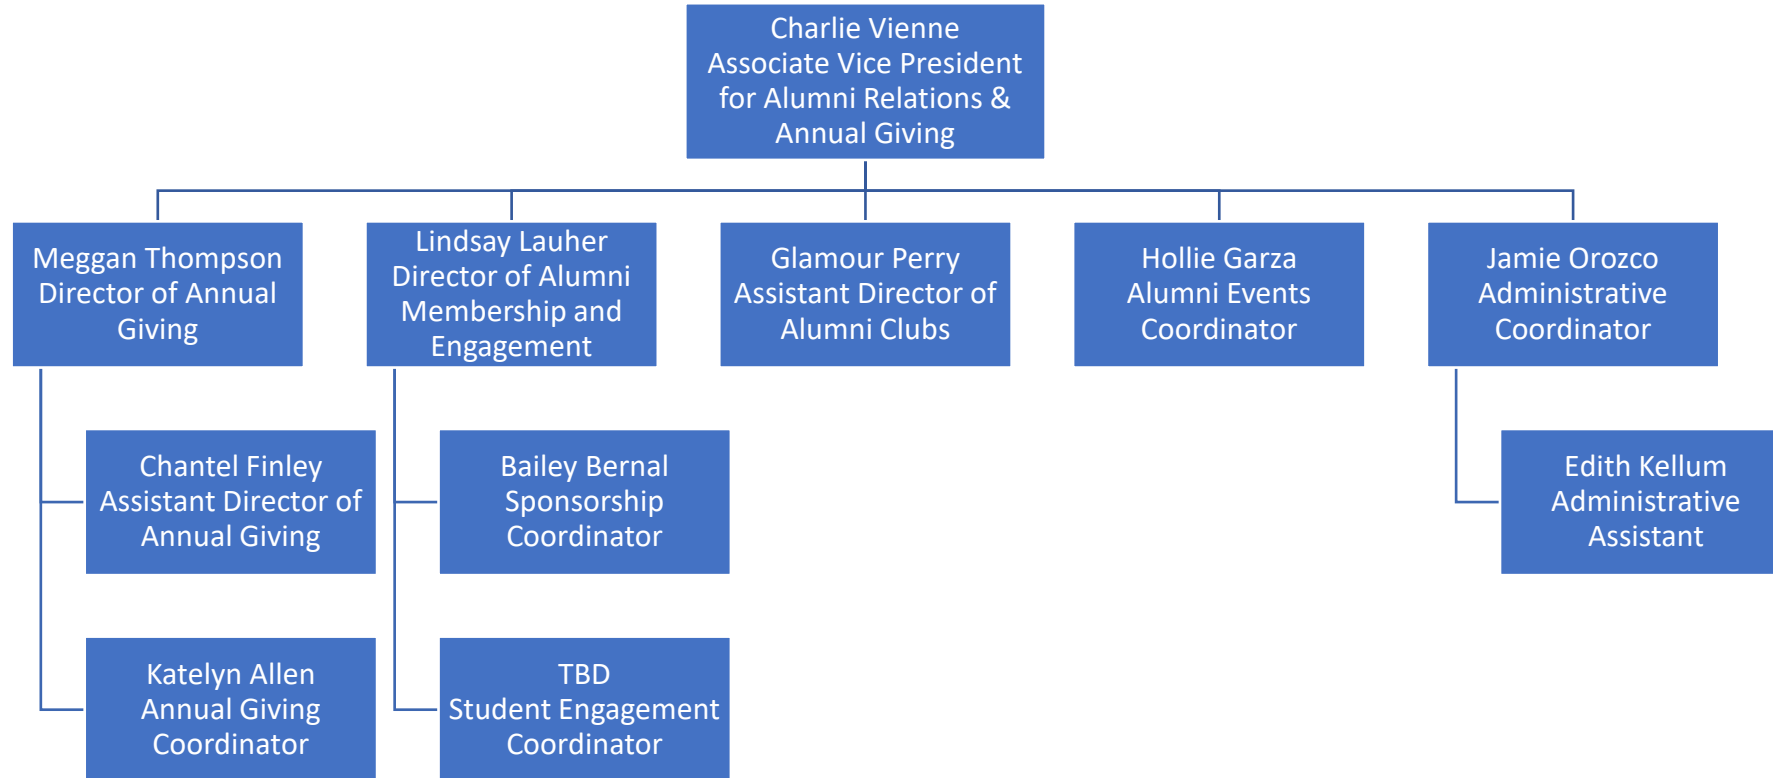 Charlie Vienne
Associate Vice President
for Alumni Relations &
Annual Giving
Meggan Thompson
Director of Annual
Giving
Lindsay Lauher
Director of Alumni
Membership and
Engagement
Glamour Perry
Assistant Director of
Alumni Clubs
Hollie Garza
Alumni Events
Coordinator
Jamie Orozco
Administrative
Coordinator
Chantel Finley
Assistant Director of
Annual Giving
Bailey Bernal
Sponsorship
Coordinator
Edith Kellum
Administrative
Assistant
Katelyn Allen
Annual Giving
Coordinator
TBD
Student Engagement
Coordinator